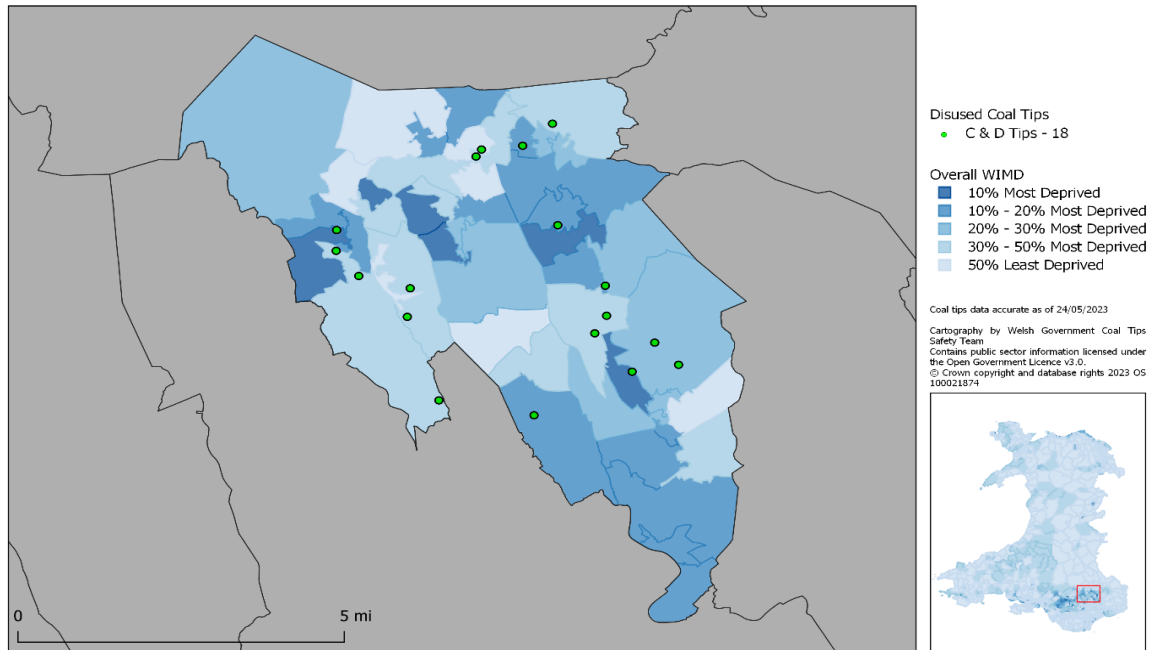 Disused Coal Tips
C & D Tips - 18
Overall WIMD
10% Most Deprived
10% - 20% Most Deprived
20% - 30% Most Deprived
30% - 50% Most Deprived
50% Least Deprived
Coal tips data accurate as of 24/05/2023
Cartography by Welsh Government Coal Tips
Safety Team
Contains public sector information licensed under
the Open Government Licence v3.0.
© Crown copyright and database rights 2023 OS
100021874
0 5 mi